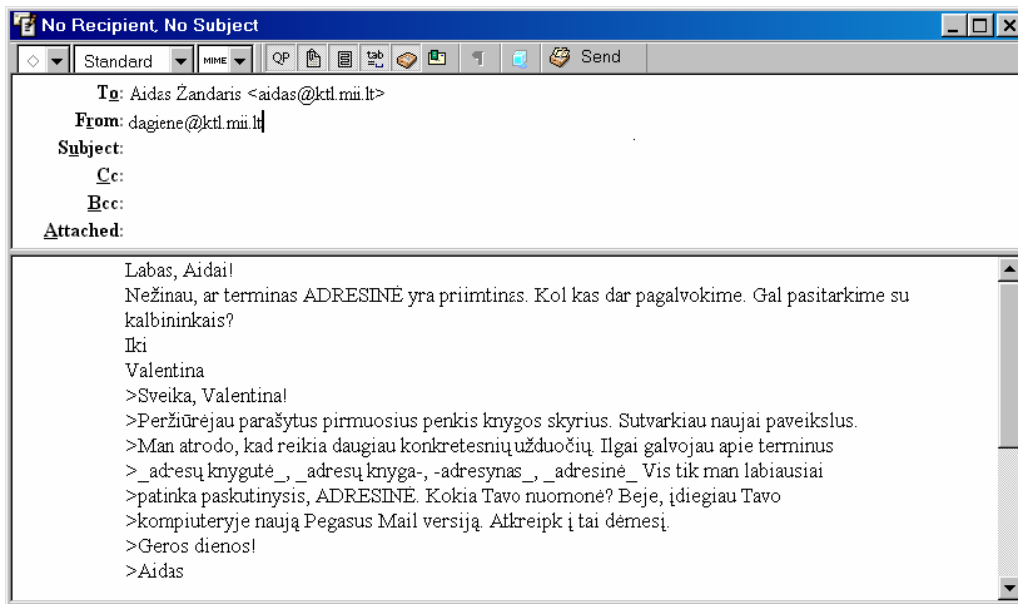 No Recipient, No Subject
Standard MIME QP tab Send
To: Aidas Žandaris <aidas@ktl.mii.lt>
From: dagiene@ktl.mii.lt
Subject:
Cc:
Bcc:
Attached:
Labas, Aidai!
Nežinau, ar terminas ADRESINĖ yra priimtinas. Kol kas dar pagalvokime. Gal pasitarkime su
kalbininkais?
Iki
Valentina
>Sveika, Valentina!
>Peržiūrėjau parašytus pirmuosius penkis knygos skyrius. Sutvarkiau naujai paveikslus.
>Man atrodo, kad reikia daugiau konkretesnių užduočių. Ilgai galvojau apie terminus
>_adresų knygutė_, _adresų knyga-, -adresynas_, _adresinė_ Vis tik man labiausiai
>patinka paskutinysis, ADRESINĖ. Kokia Tavo nuomonė? Beje, įdiegiau Tavo
>kompiuteryje naują Pegasus Mail versiją. Atkreipk į tai dėmesį.
>Geros dienos!
>Aidas